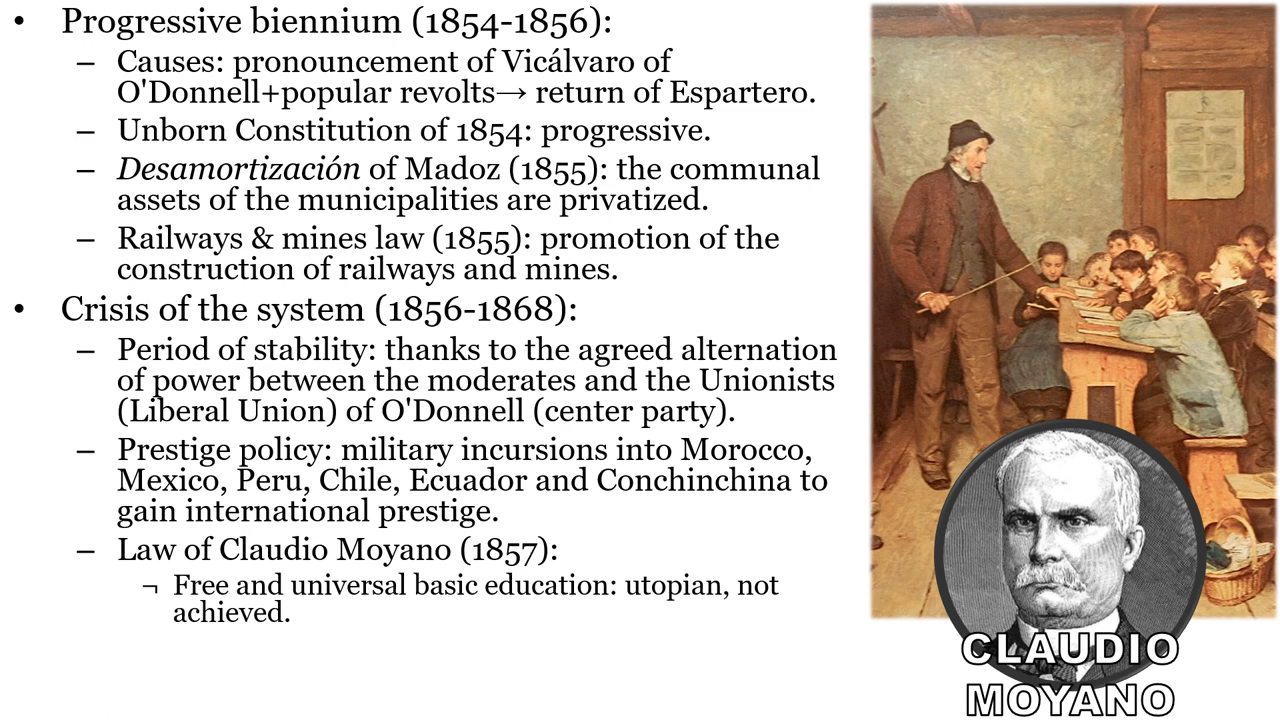 • Progressive biennium (1854-1856):
– Causes: pronouncement of Vicálvaro of
O'Donnell+popular revolts→ return of Espartero.
– Unborn Constitution of 1854: progressive.
– Desamortización of Madoz (1855): the communal
assets of the municipalities are privatized.
– Railways & mines law (1855): promotion of the
construction of railways and mines.
• Crisis of the system (1856-1868):
– Period of stability: thanks to the agreed alternation
of power between the moderates and the Unionists
(Liberal Union) of O'Donnell (center party).
– Prestige policy: military incursions into Morocco,
Mexico, Peru, Chile, Ecuador and Conchinchina to
gain international prestige.
– Law of Claudio Moyano (1857):
¬ Free and universal basic education: utopian, not
achieved.
CLAUDIO
MOYANO